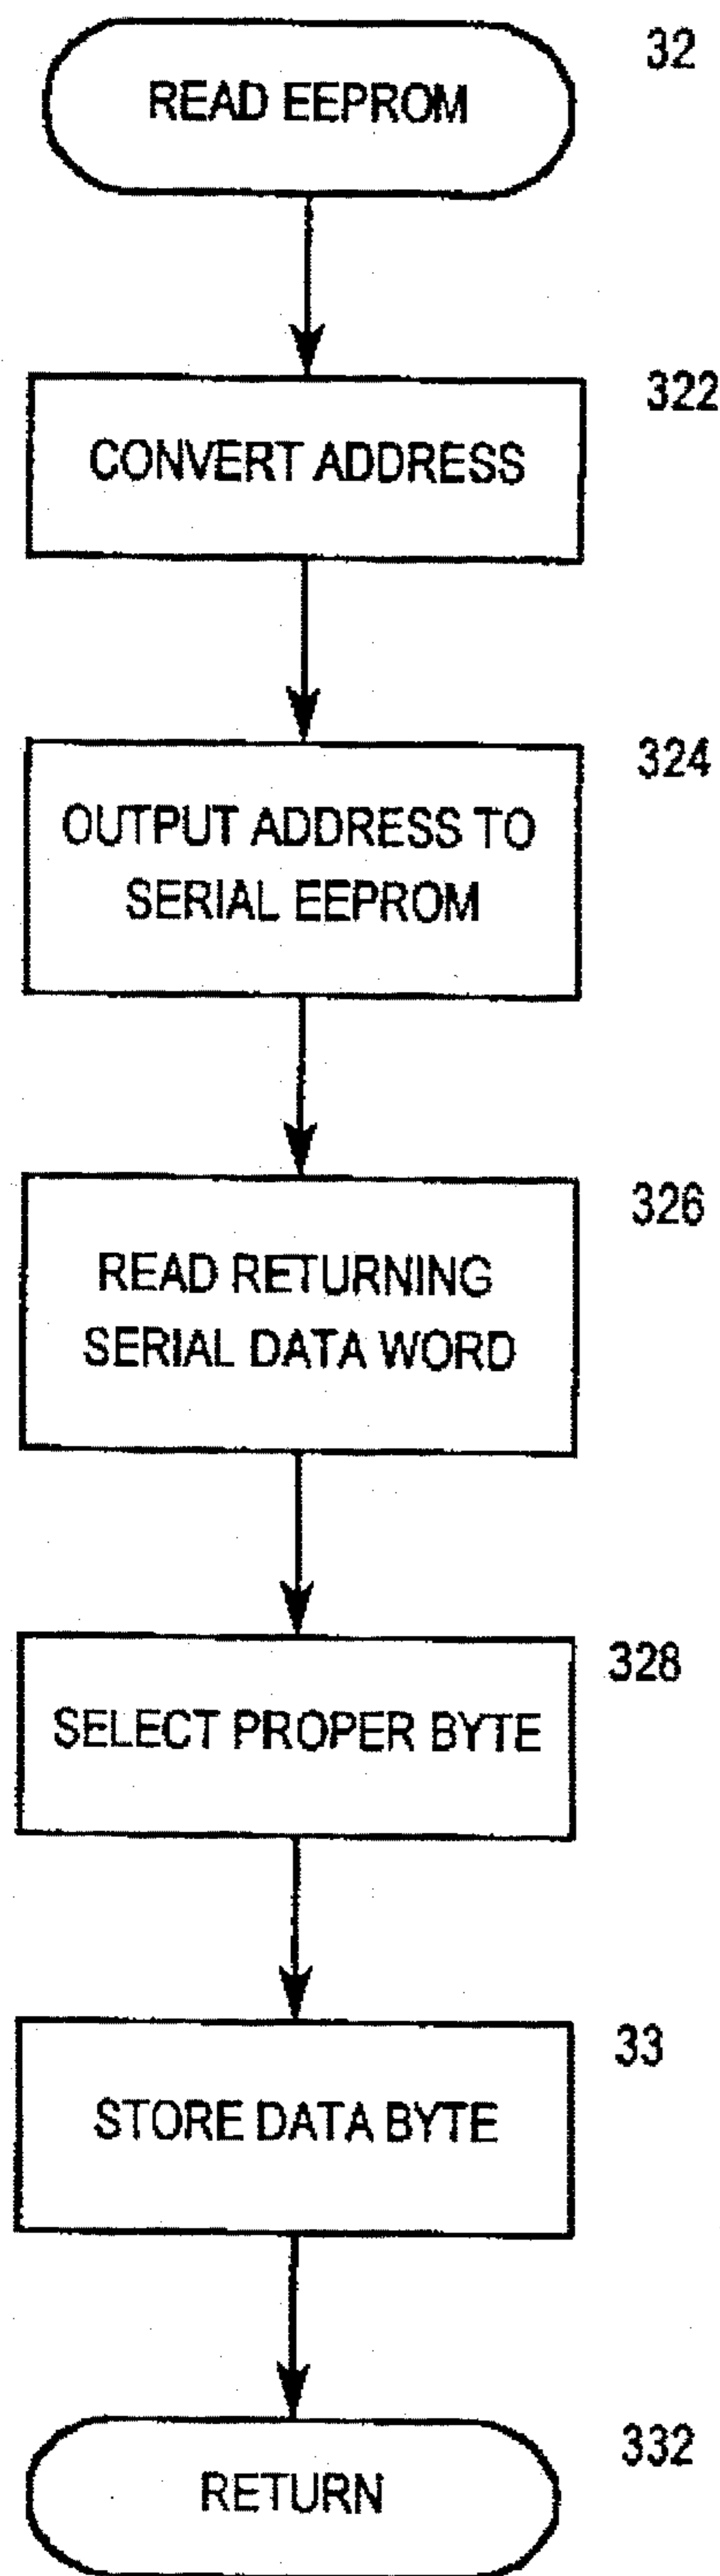 32
READ EEPROM
322
CONVERT ADDRESS
324
OUTPUT ADDRESS TO
SERIAL EEPROM
326
READ RETURNING
SERIAL DATA WORD
328
SELECT PROPER BYTE
33
STORE DATA BYTE
332
RETURN